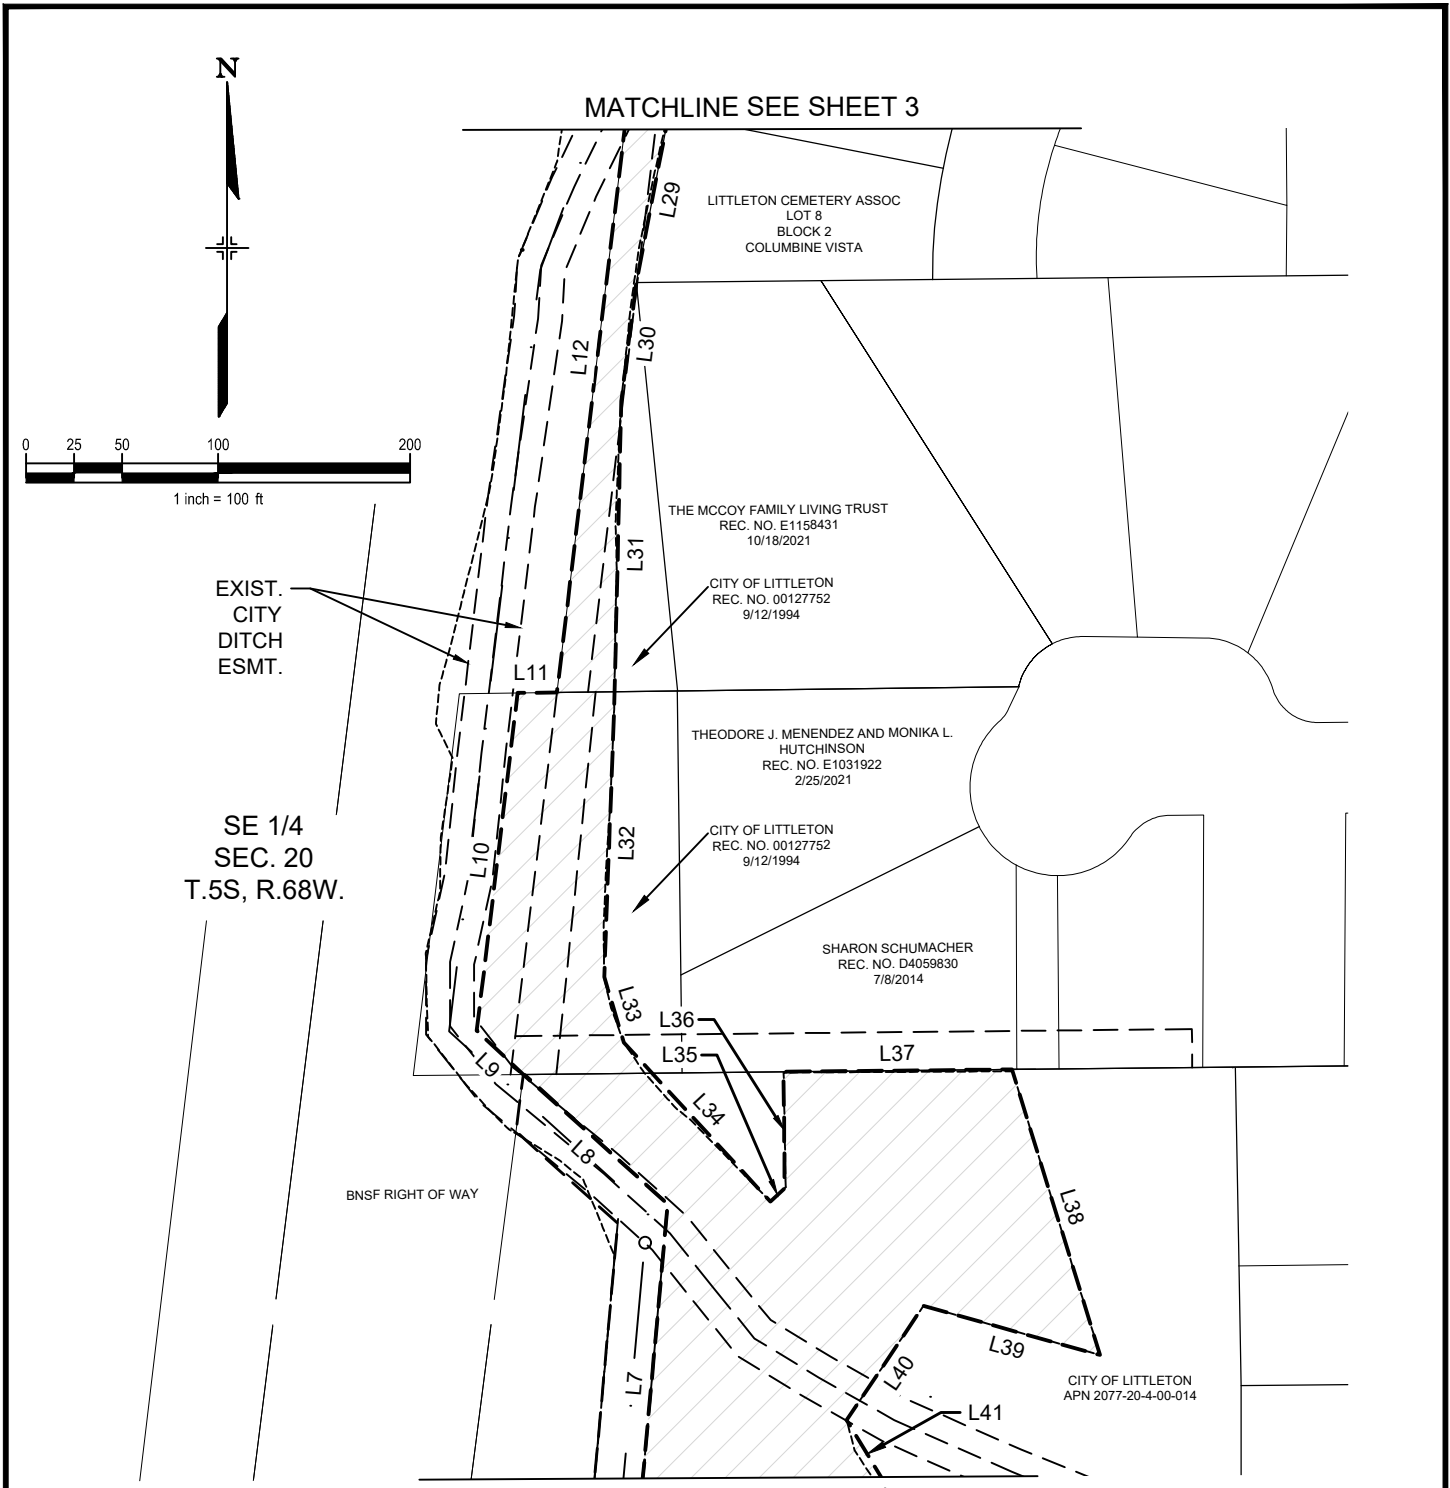 N
MATCHLINE SEE SHEET 3
L29
LITTLETON CEMETERY ASSOC
LOT 8
BLOCK 2
COLUMBINE VISTA
L12
L30
0 25 50 100 200
1 inch = 100 ft
THE MCCOY FAMILY LIVING TRUST
REC. NO. E1158431
10/18/2021
L31
EXIST.
CITY
DITCH
ESMT.
CITY OF LITTLETON
REC. NO. 00127752
9/12/1994
L11
THEODORE J. MENENDEZ AND MONIKA L.
HUTCHINSON
REC. NO. E1031922
2/25/2021
SE 1/4
SEC. 20
T.5S, R.68W.
L10
L32
CITY OF LITTLETON
REC. NO. 00127752
9/12/1994
SHARON SCHUMACHER
REC. NO. D4059830
7/8/2014
L33
L36
L35
L37
L9
L34
L8
BNSF RIGHT OF WAY
L38
L39
L40
L7
CITY OF LITTLETON
APN 2077-20-4-00-014
L41